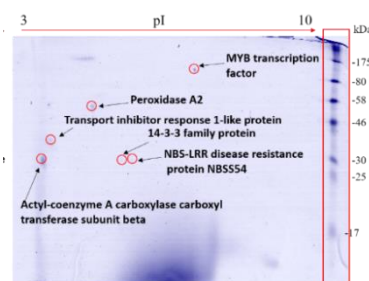 3 pI 10
kDa
MYB transcription
factor
-175
-80
Peroxidase A2
-58
Transport inhibitor response 1-like protein
-46
14-3-3 family protein
NBS-LRR disease resistance
protein NBSS54
-30
-25
Actyl-coenzyme A carboxylase carboxyl
transferase subunit beta
-17